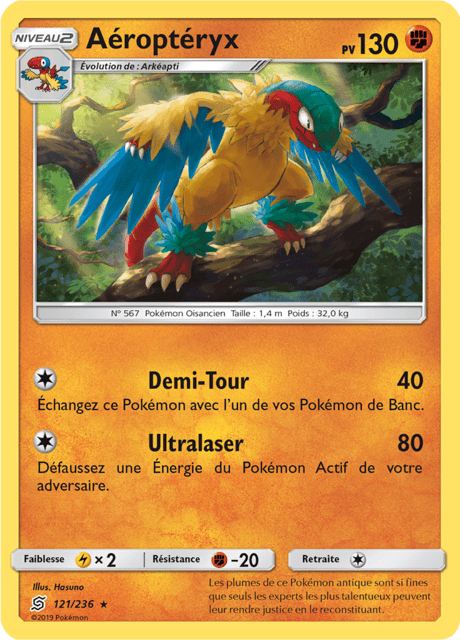 NIVEAU 2
Aéroptéryx
PV 130
Évolution de : Arkéapti
N° 567 Pokémon Oisancien Taille : 1,4 m Poids : 32,0 kg
Demi-Tour 40
Échangez ce Pokémon avec l'un de vos Pokémon de Banc.
Ultralaser 80
Défaussez une Énergie du Pokémon Actif de votre
adversaire.
Faiblesse ×2 Résistance -20 Retraite
Illus. Hasuno
121/236 ★
©2019 Pokémon
Les plumes de ce Pokémon antique sont si fines
que seuls les experts les plus talentueux peuvent
leur rendre justice en le reconstituant.